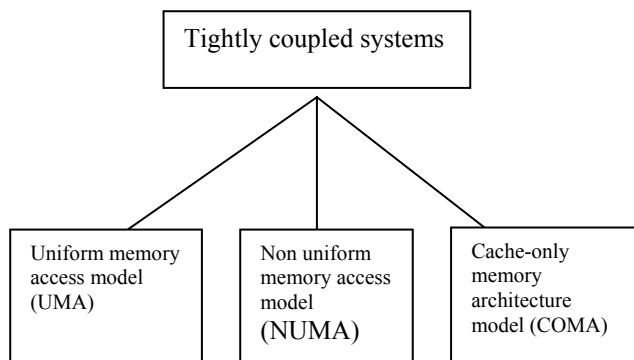 Tightly coupled systems
Uniform memory
access model
(UMA)
Non uniform
memory access
model
(NUMA)
Cache-only
memory
architecture
model (COMA)